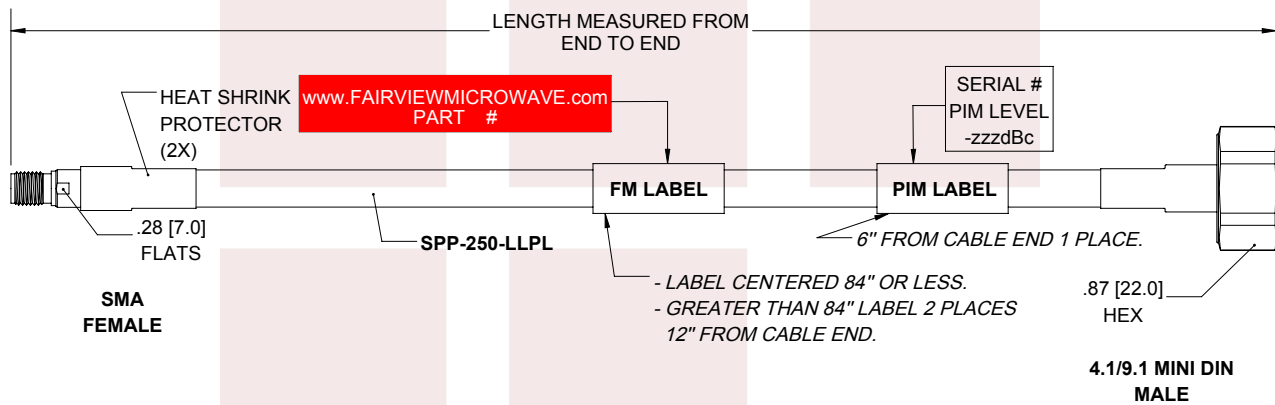 LENGTH MEASURED FROM
END TO END
HEAT SHRINK
PROTECTOR
(2X)
www.FAIRVIEWMICROWAVE.com
PART #
SERIAL #
PIM LEVEL
-zzzdBc
FM LABEL
PIM LABEL
.28 [7.0]
FLATS
SPP-250-LLPL
6" FROM CABLE END 1 PLACE.
- LABEL CENTERED 84" OR LESS.
- GREATER THAN 84" LABEL 2 PLACES
12" FROM CABLE END.
.87 [22.0]
HEX
SMA
FEMALE
4.1/9.1 MINI DIN
MALE